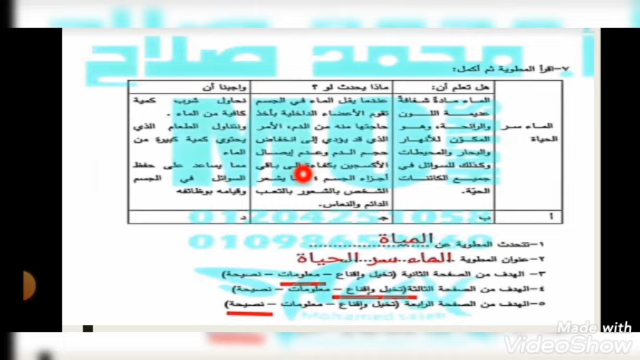 أ. محمد صلاح
٧- اقرأ المطوية ثم أكمل:
هل تعلم أن:
ماذا يحدث لو ؟
واجبنا أن
الماء سر
الحياة
الماء مادة شفافة
عديمة اللون
والرائحة، وهو
المكون للأنهار
والبحار والمحيطات
وكذلك للسوائل في
جميع الكائنات
الحيّة.
عندما يقل الماء في الجسم
تقوم الأعضاء الداخلية بأخذ
حاجتها منه من الدم، الأمر
الذي قد يؤدي إلى انخفاض
حجم الدم وعدم إيصال
الأكسجين بكفاءة إلى باقي
أجزاء الجسم ؛ يشعر
الشخص بالشعور بالتعب
الدائم والنعاس.
نحاول شرب كمية
كافية من الماء .
ونتناول الطعام الذي
يحتوي كمية كبيرة من
الماء
مما يساعد على حفظ
السوائل في الجسم
وقيامه بوظائفه
أ
ب
جـ
د
١- تتحدث المطوية عن المياة
٢- عنوان المطوية الماء سر الحياة
٣- الهدف من الصفحة الثانية (تخيل وإقناع – معلومات – نصيحة)
٤- الهدف من الصفحة الثالثة (تخيل وإقناع – معلومات – نصيحة)
٥- الهدف من الصفحة الرابعة (تخيل وإقناع – معلومات – نصيحة)
Mohamed salah
Made with
VideoShow